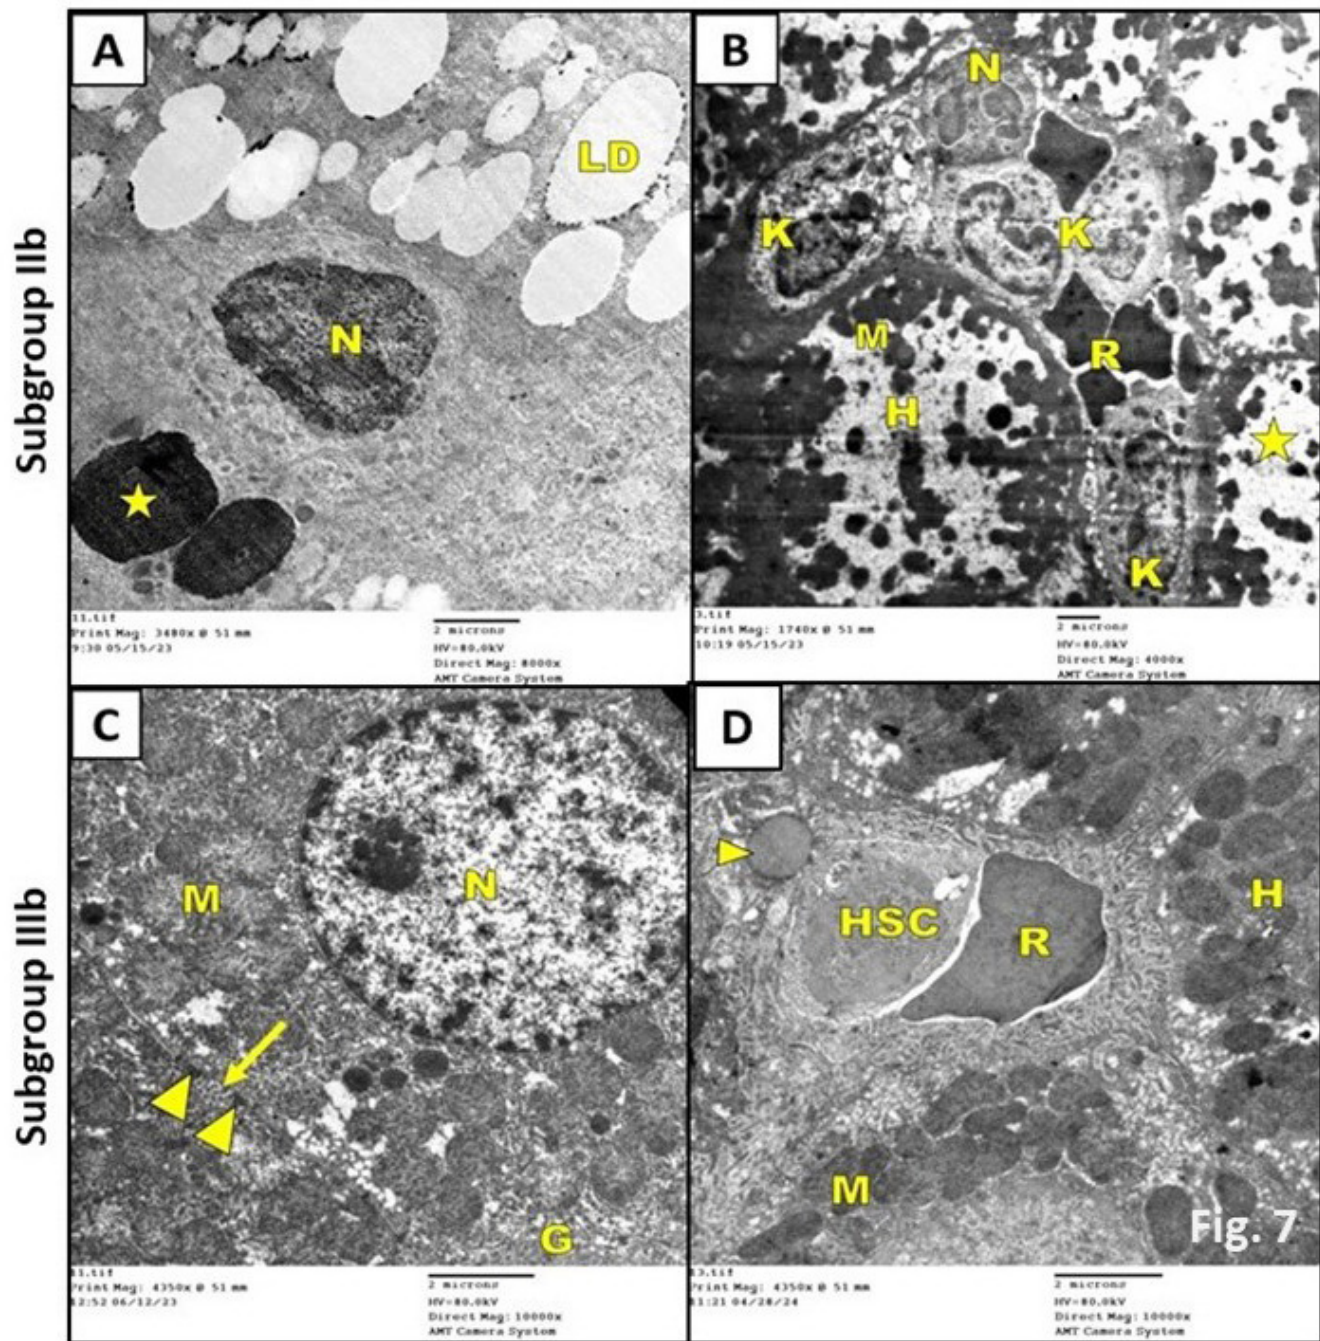 Subgroup IIb
A
LD
N
11.tif
Print Mag: 3480x @ 51 mm
9:30 05/15/23
2 microns
HV=80.0kV
Direct Mag: 8000x
AMT Camera System
B
N
K
K
M
R
H
K
3.tif
Print Mag: 1740x @ 51 mm
10:19 05/15/23
2 microns
HV=80.0kV
Direct Mag: 4000x
AMT Camera System
Subgroup IIIb
C
N
M
G
11.tif
Print Mag: 4350x @ 51 mm
12:52 06/12/23
2 microns
HV=80.0kV
Direct Mag: 10000x
AMT Camera System
D
H
HSC
R
M
Fig. 7
13.tif
Print Mag: 4350x @ 51 mm
11:21 04/28/24
2 microns
HV=80.0kV
Direct Mag: 10000x
AMT Camera System